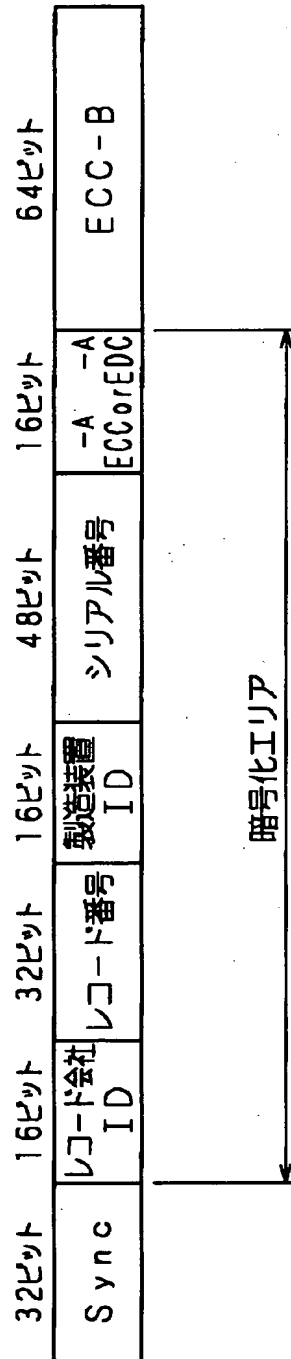 32ビット 16ビット 32ビット 16ビット 48ビット 16ビット 64ビット
Sync
レコード会社
ID
レコード番号
製造装置
ID
シリアル番号
-A -A
ECCorEDC
ECC-B
暗号化エリア